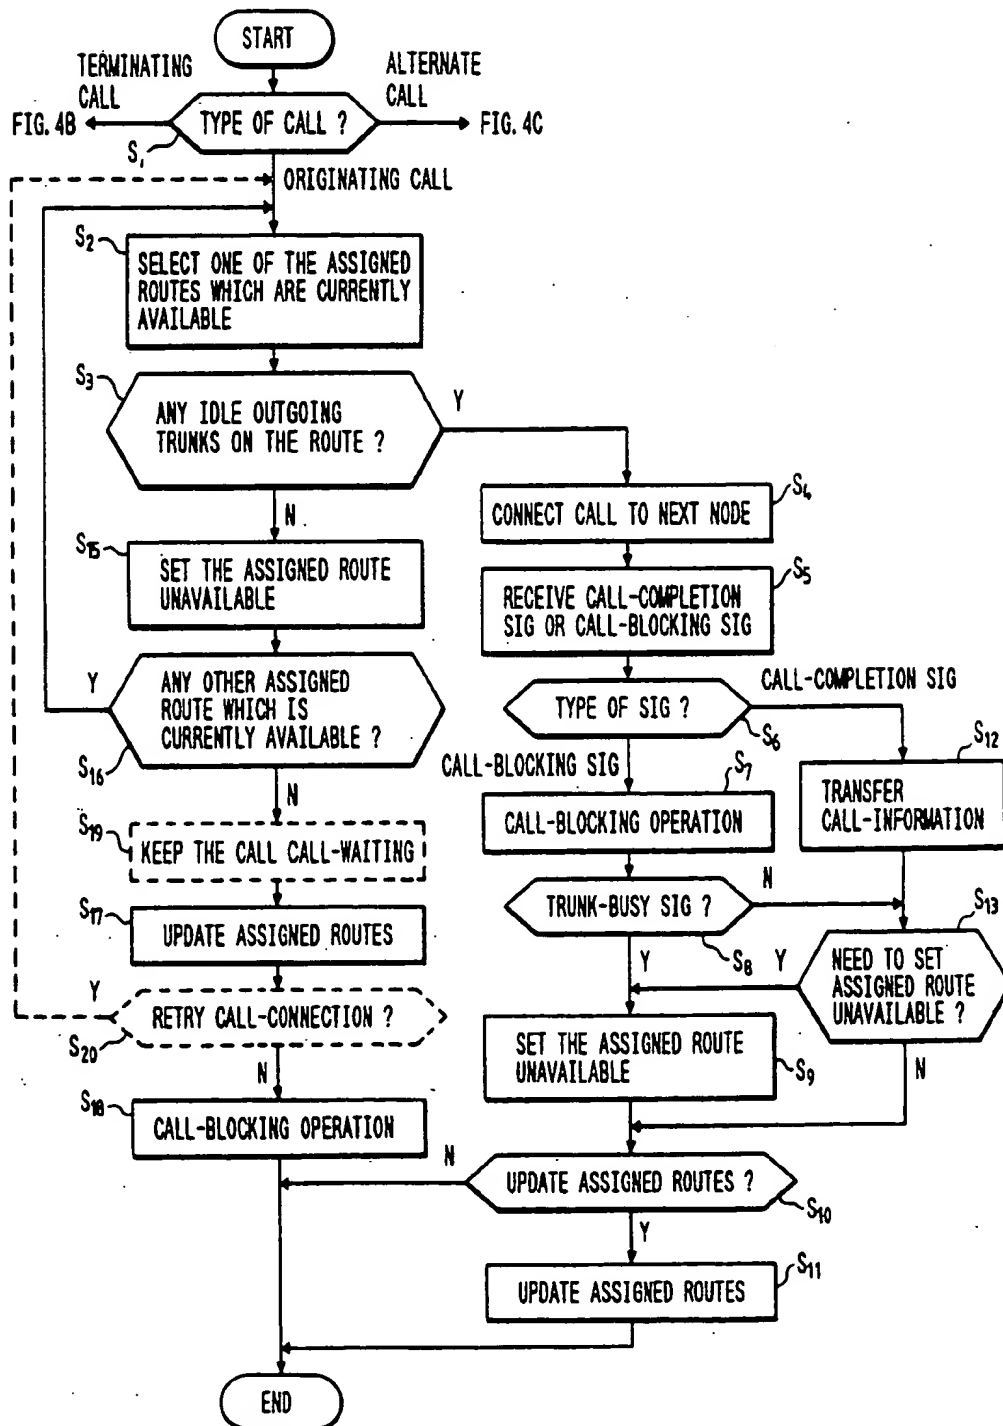 START
TERMINATING
CALL
ALTERNATE
CALL
FIG. 4B
TYPE OF CALL ?
FIG. 4C
S1
ORIGINATING CALL
S2
SELECT ONE OF THE ASSIGNED
ROUTES WHICH ARE CURRENTLY
AVAILABLE
S3
ANY IDLE OUTGOING
TRUNKS ON THE ROUTE ?
Y
N
S4
CONNECT CALL TO NEXT NODE
S15
SET THE ASSIGNED ROUTE
UNAVAILABLE
S5
RECEIVE CALL-COMPLETION
SIG OR CALL-BLOCKING SIG
Y
ANY OTHER ASSIGNED
ROUTE WHICH IS
CURRENTLY AVAILABLE ?
S16
N
TYPE OF SIG ?
S6
CALL-COMPLETION SIG
CALL-BLOCKING SIG
S7
CALL-BLOCKING OPERATION
S12
TRANSFER
CALL-INFORMATION
S19
KEEP THE CALL CALL-WAITING
TRUNK-BUSY SIG ?
N
S8
Y
S13
NEED TO SET
ASSIGNED ROUTE
UNAVAILABLE ?
Y
N
S17
UPDATE ASSIGNED ROUTES
Y
RETRY CALL-CONNECTION ?
S20
N
SET THE ASSIGNED ROUTE
UNAVAILABLE
S9
S18
CALL-BLOCKING OPERATION
N
UPDATE ASSIGNED ROUTES ?
S10
Y
S11
UPDATE ASSIGNED ROUTES
END